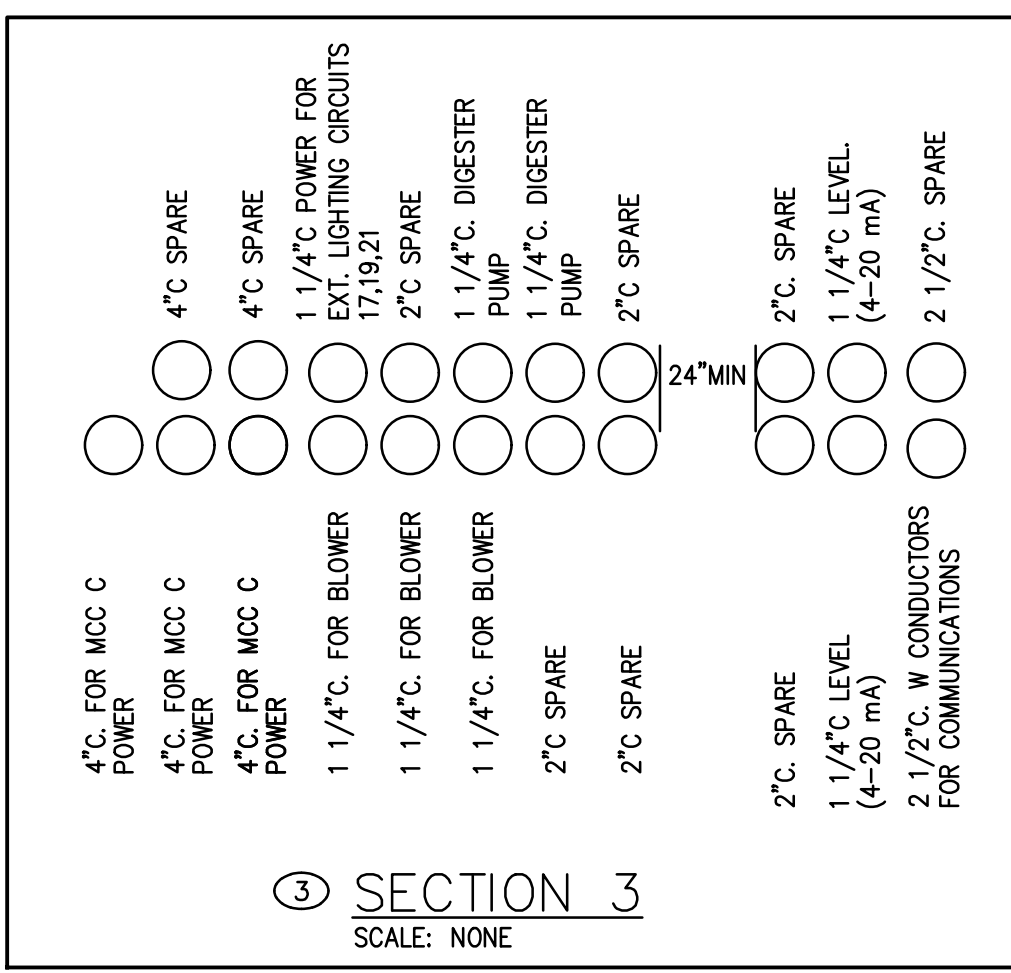 4"C SPARE
4"C SPARE
1 1/4"C POWER FOR
EXT. LIGHTING CIRCUITS
17,19,21
2"C SPARE
1 1/4"C. DIGESTER
PUMP
1 1/4"C. DIGESTER
PUMP
2"C SPARE
2"C. SPARE
1 1/4"C LEVEL.
(4-20 mA)
2 1/2"C. SPARE
24"MIN
4"C. FOR MCC C
POWER
4"C. FOR MCC C
POWER
4"C. FOR MCC C
POWER
1 1/4"C. FOR BLOWER
1 1/4"C. FOR BLOWER
1 1/4"C. FOR BLOWER
2"C SPARE
2"C SPARE
2"C. SPARE
1 1/4"C LEVEL
(4-20 mA)
2 1/2"C. W CONDUCTORS
FOR COMMUNICATIONS
3 SECTION 3
SCALE: NONE